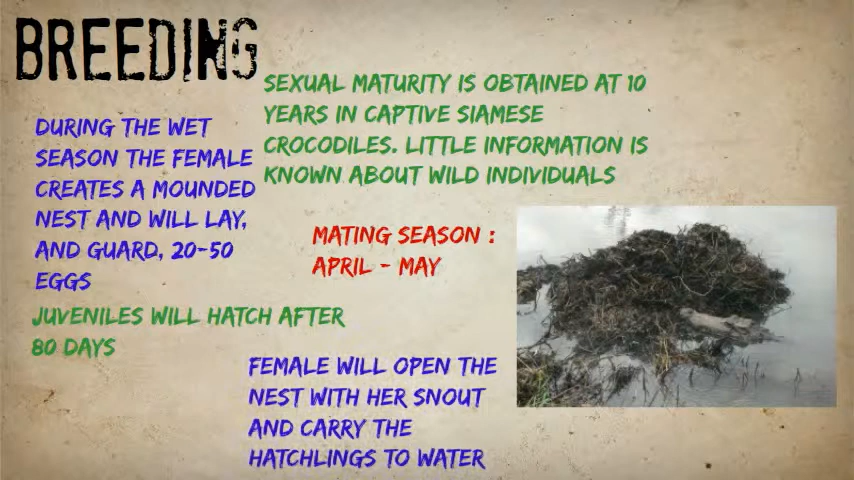 BREEDING
SEXUAL MATURITY IS OBTAINED AT 10
YEARS IN CAPTIVE SIAMESE
CROCODILES. LITTLE INFORMATION IS
KNOWN ABOUT WILD INDIVIDUALS
DURING THE WET
SEASON THE FEMALE
CREATES A MOUNDED
NEST AND WILL LAY,
AND GUARD, 20-50
EGGS
MATING SEASON :
APRIL - MAY
JUVENILES WILL HATCH AFTER
80 DAYS
FEMALE WILL OPEN THE
NEST WITH HER SNOUT
AND CARRY THE
HATCHLINGS TO WATER